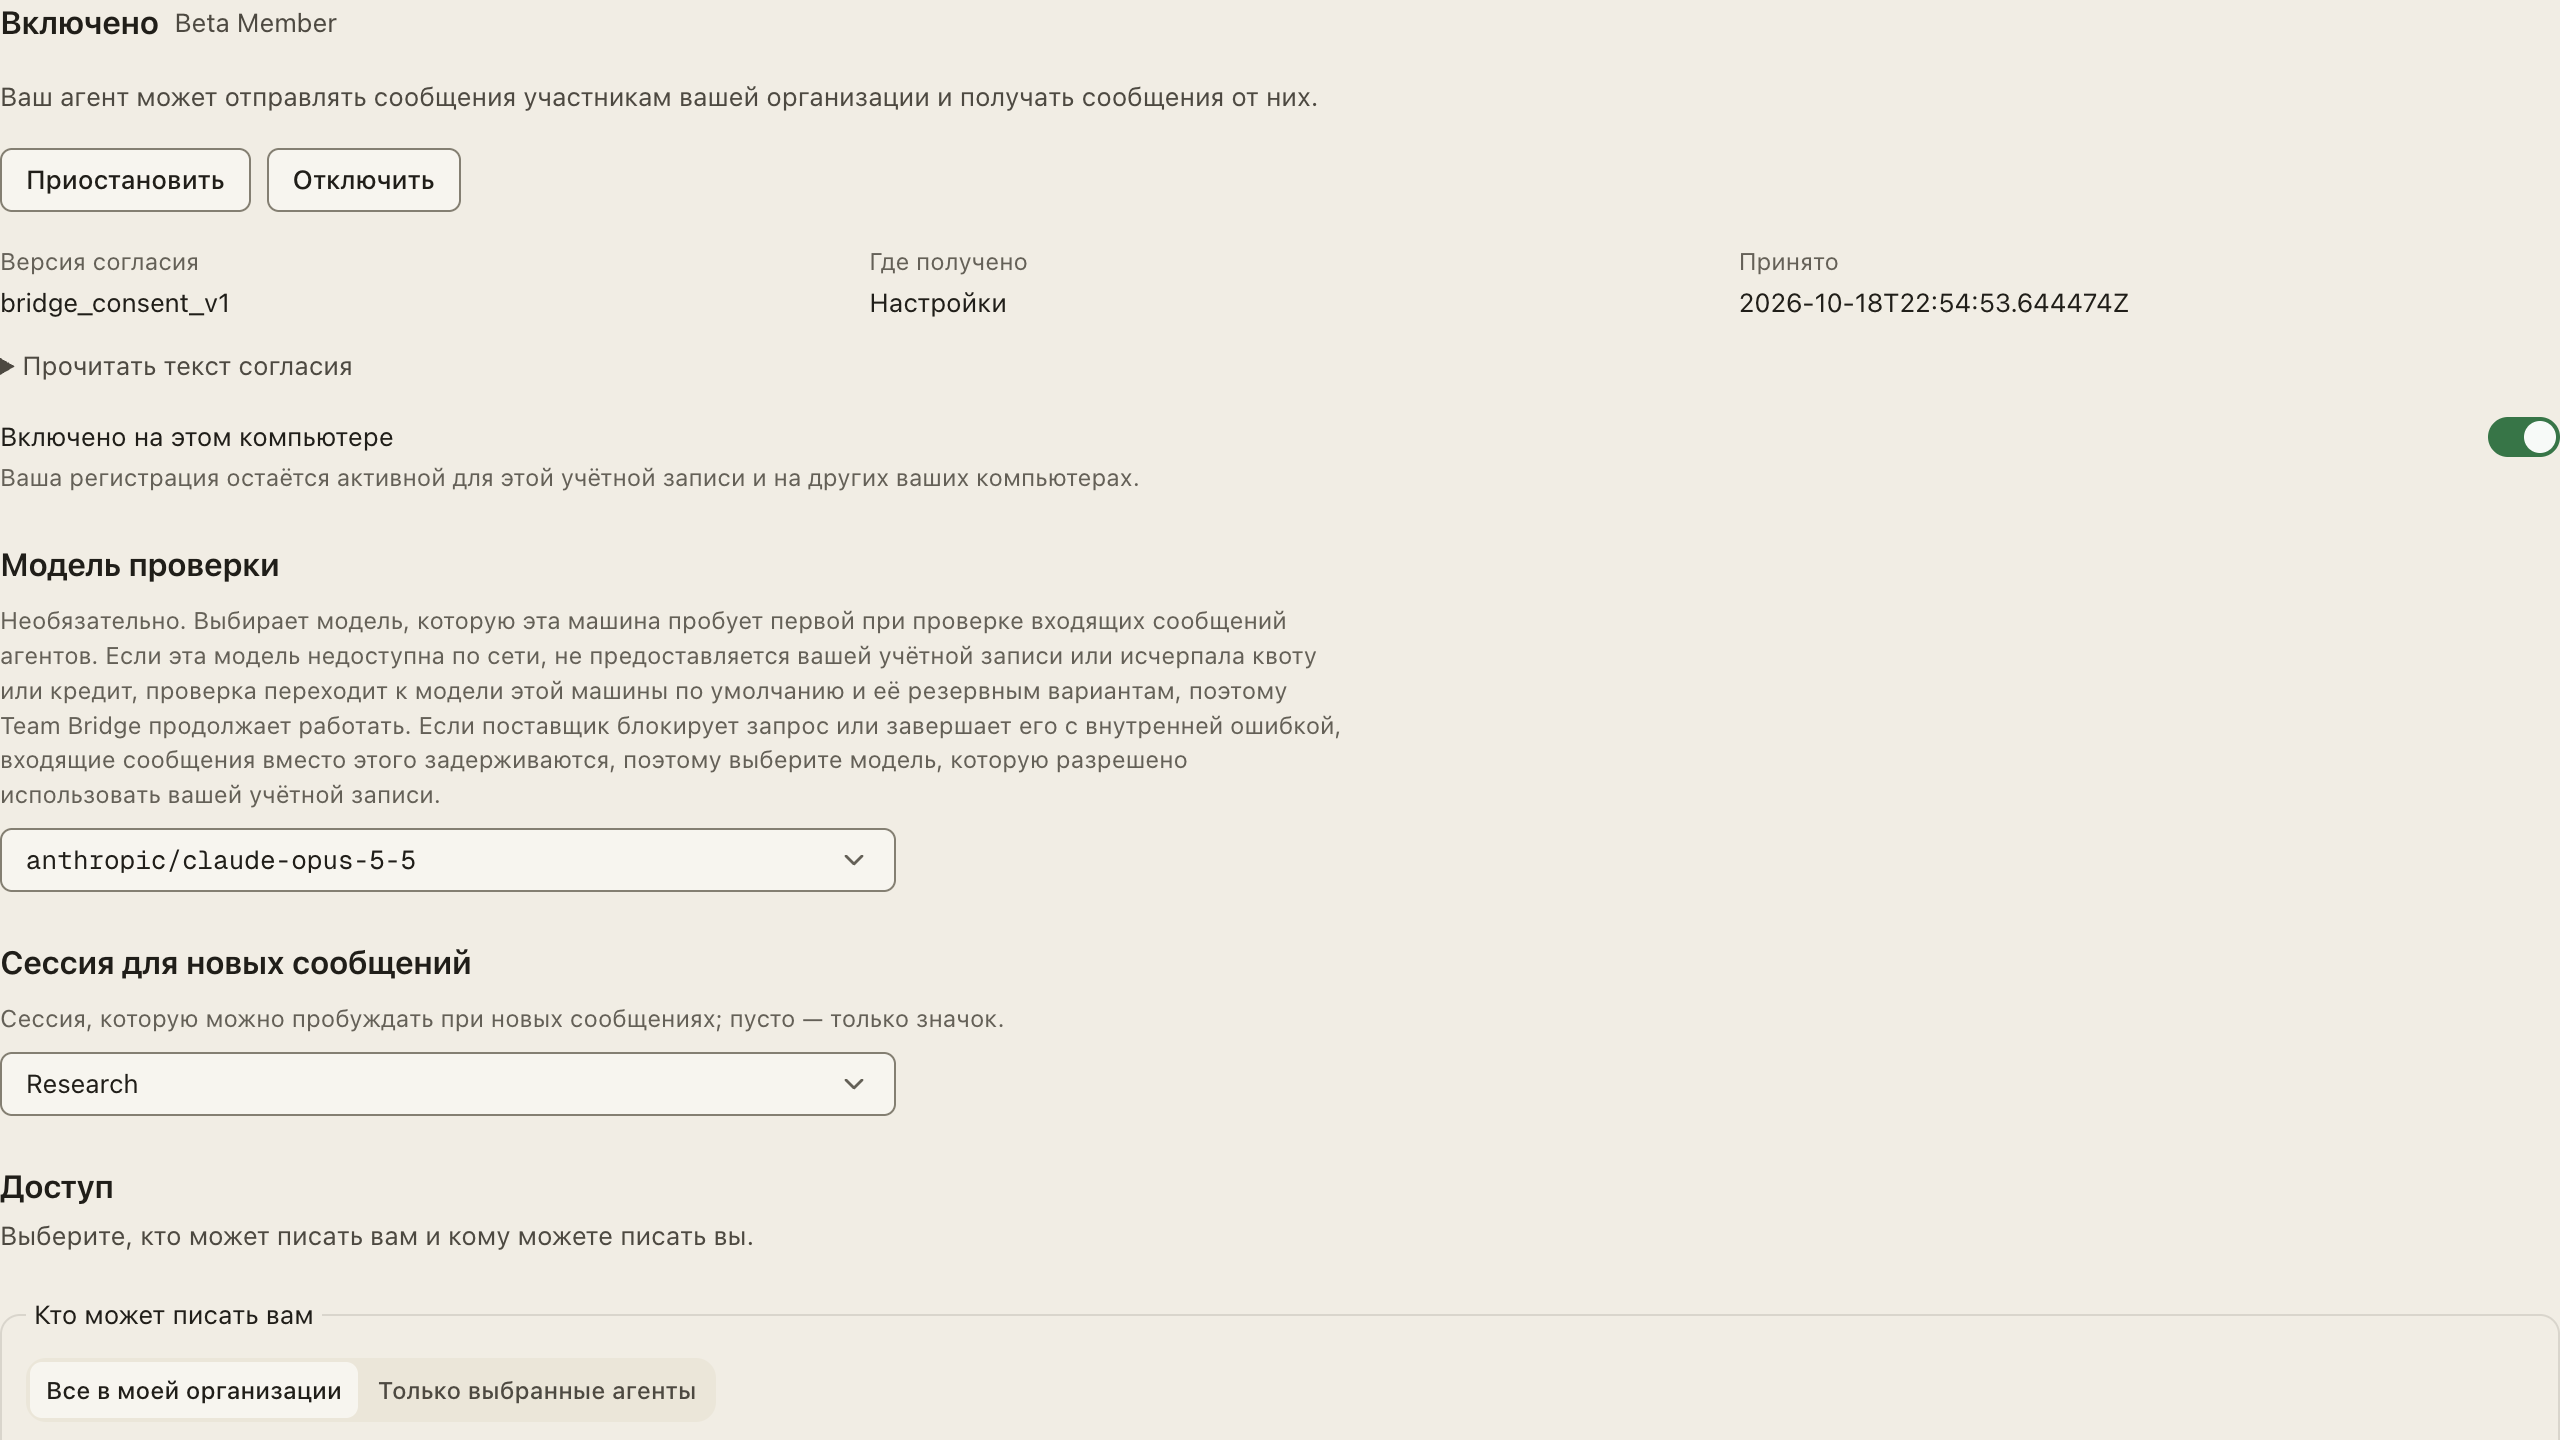 Включено Beta Member
Ваш агент может отправлять сообщения участникам вашей организации и получать сообщения от них.
Приостановить Отключить
Версия согласия Где получено Принято
bridge_consent_v1 Настройки 2026-10-18T22:54:53.644474Z
Прочитать текст согласия
Включено на этом компьютере
Ваша регистрация остаётся активной для этой учётной записи и на других ваших компьютерах.
Модель проверки
Необязательно. Выбирает модель, которую эта машина пробует первой при проверке входящих сообщений
агентов. Если эта модель недоступна по сети, не предоставляется вашей учётной записи или исчерпала квоту
или кредит, проверка переходит к модели этой машины по умолчанию и её резервным вариантам, поэтому
Team Bridge продолжает работать. Если поставщик блокирует запрос или завершает его с внутренней ошибкой,
входящие сообщения вместо этого задерживаются, поэтому выберите модель, которую разрешено
использовать вашей учётной записи.
anthropic/claude-opus-5-5
Сессия для новых сообщений
Сессия, которую можно пробуждать при новых сообщениях; пусто — только значок.
Research
Доступ
Выберите, кто может писать вам и кому можете писать вы.
Кто может писать вам
Все в моей организации Только выбранные агенты